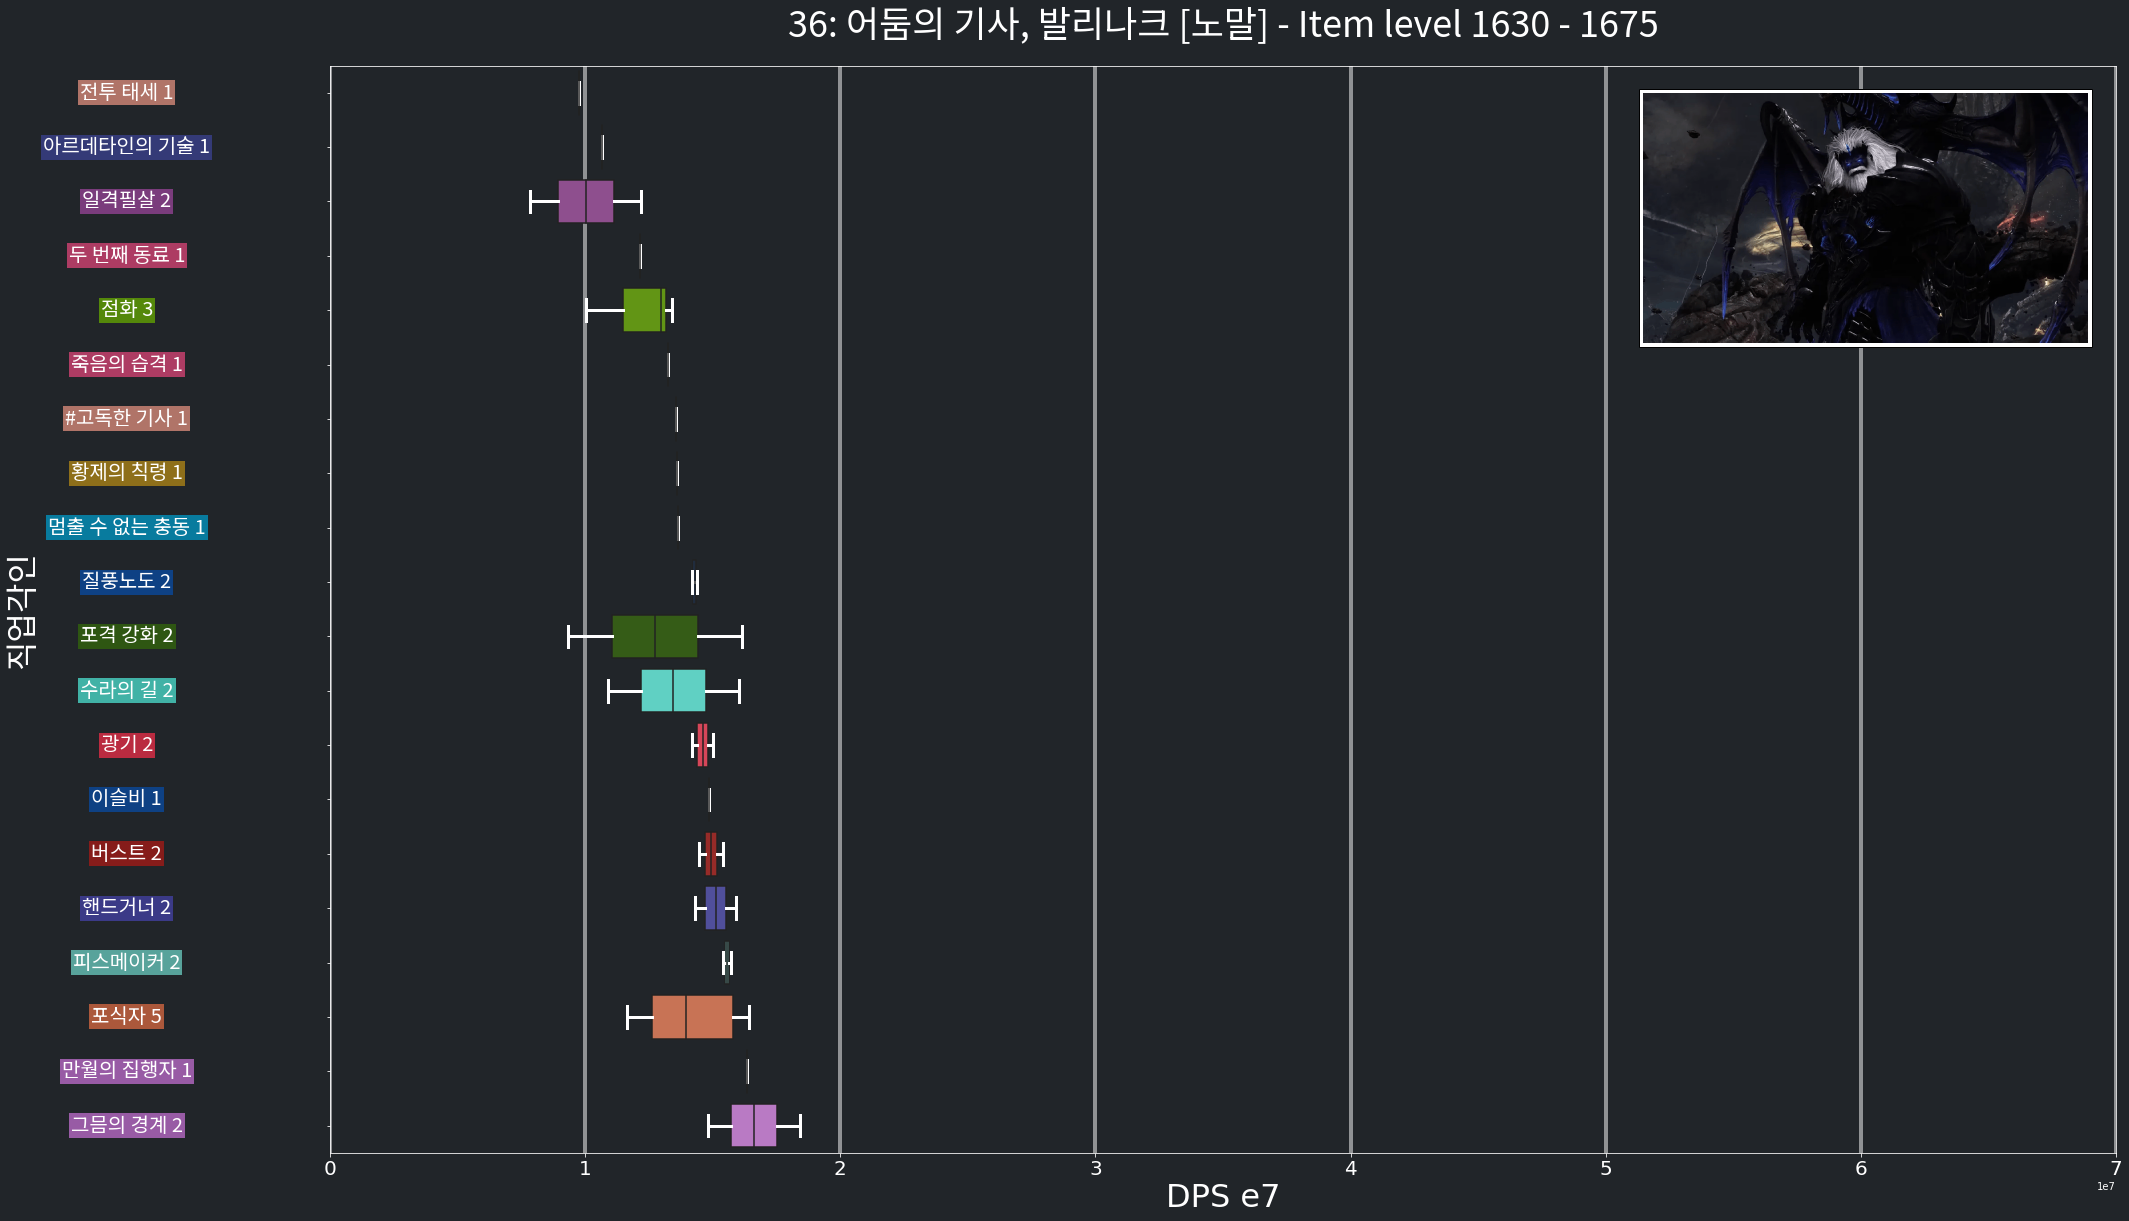 36: 어둠의 기사, 발리나크 [노말] - Item level 1630 - 1675
직업각인
전투 태세 1
아르데타인의 기술 1
일격필살 2
두 번째 동료 1
점화 3
죽음의 습격 1
#고독한 기사 1
황제의 칙령 1
멈출 수 없는 충동 1
질풍노도 2
포격 강화 2
수라의 길 2
광기 2
이슬비 1
버스트 2
핸드거너 2
피스메이커 2
포식자 5
만월의 집행자 1
그믐의 경계 2
0 1 2 3 4 5 6 7
1e7
DPS e7